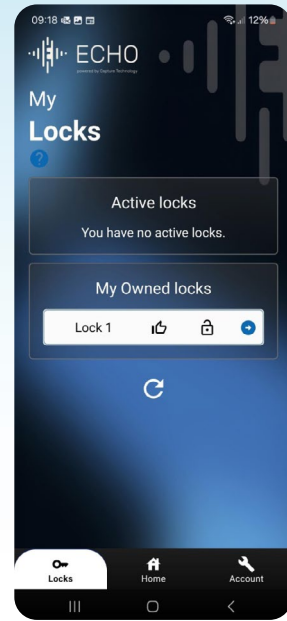 09:18 12%
ECHO
powered by Capture Technology
My
Locks
?
Active locks
You have no active locks.
My Owned locks
Lock 1
Locks Home Account